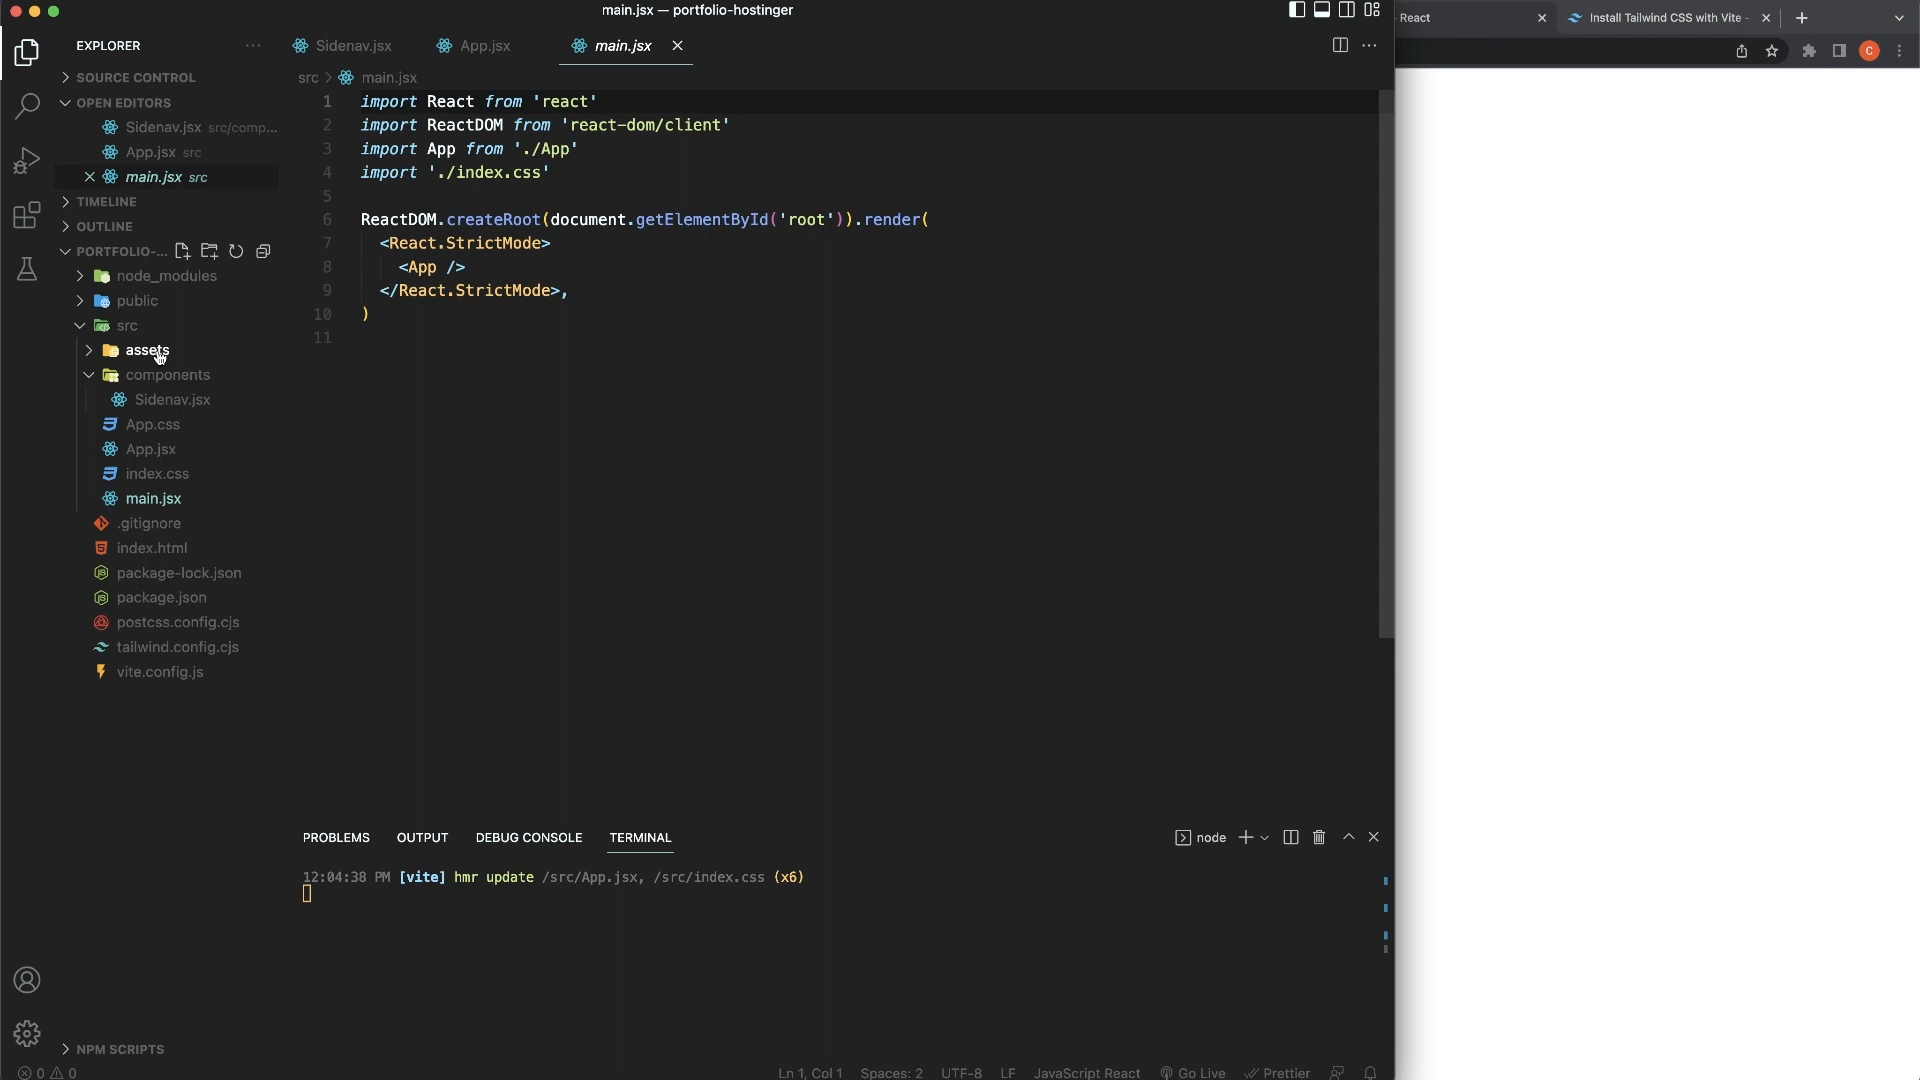 main.jsx — portfolio-hostinger
React
Install Tailwind CSS with Vite -
EXPLORER
Sidenav.jsx
App.jsx
main.jsx
SOURCE CONTROL
src > main.jsx
OPEN EDITORS
Sidenav.jsx src/comp...
App.jsx src
main.jsx src
TIMELINE
OUTLINE
PORTFOLIO-...
node_modules
public
src
assets
components
Sidenav.jsx
App.css
App.jsx
index.css
main.jsx
.gitignore
index.html
package-lock.json
package.json
postcss.config.cjs
tailwind.config.cjs
vite.config.js
NPM SCRIPTS
1 import React from 'react'
2 import ReactDOM from 'react-dom/client'
3 import App from './App'
4 import './index.css'
5
6 ReactDOM.createRoot(document.getElementById('root')).render(
7 <React.StrictMode>
8 <App />
9 </React.StrictMode>,
10 )
11
PROBLEMS OUTPUT DEBUG CONSOLE TERMINAL
node
12:04:38 PM [vite] hmr update /src/App.jsx, /src/index.css (x6)
0 0
Ln 1, Col 1 Spaces: 2 UTF-8 LF JavaScript React Go Live Prettier
C